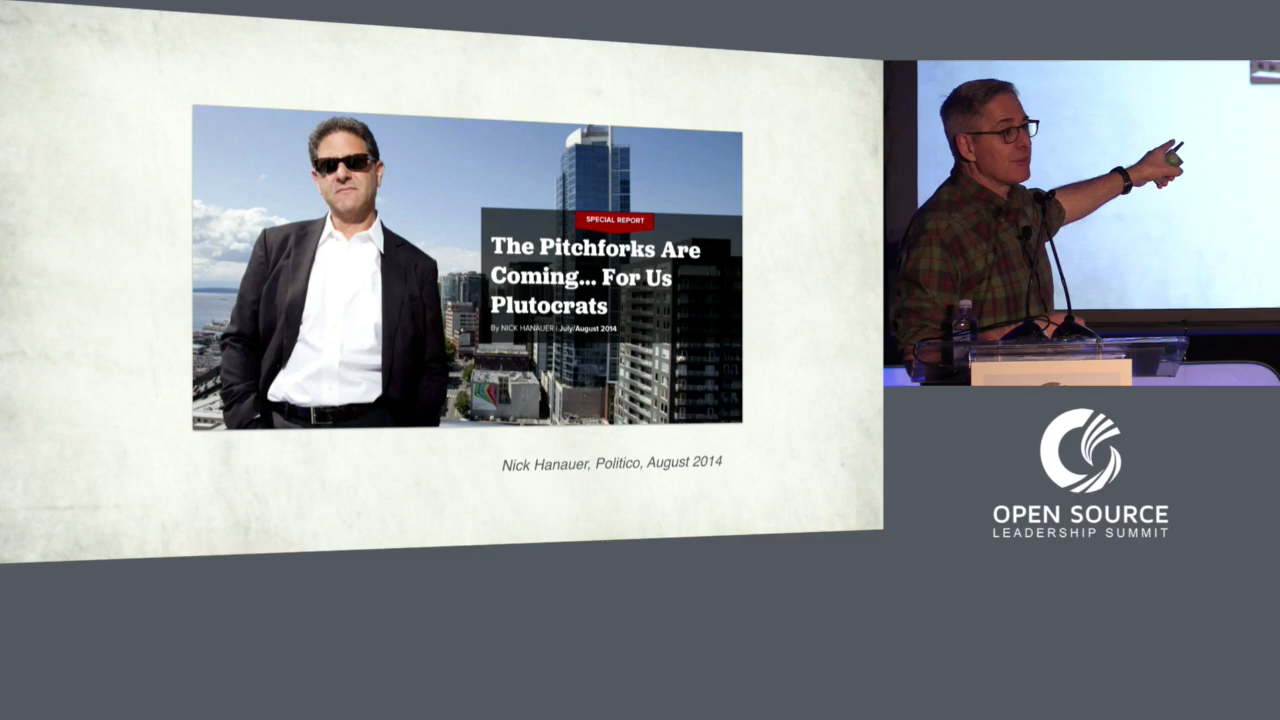 SPECIAL REPORT
The Pitchforks Are
Coming... For Us
Plutocrats
By NICK HANAUER | July/August 2014
Nick Hanauer, Politico, August 2014
OPEN SOURCE
LEADERSHIP SUMMIT